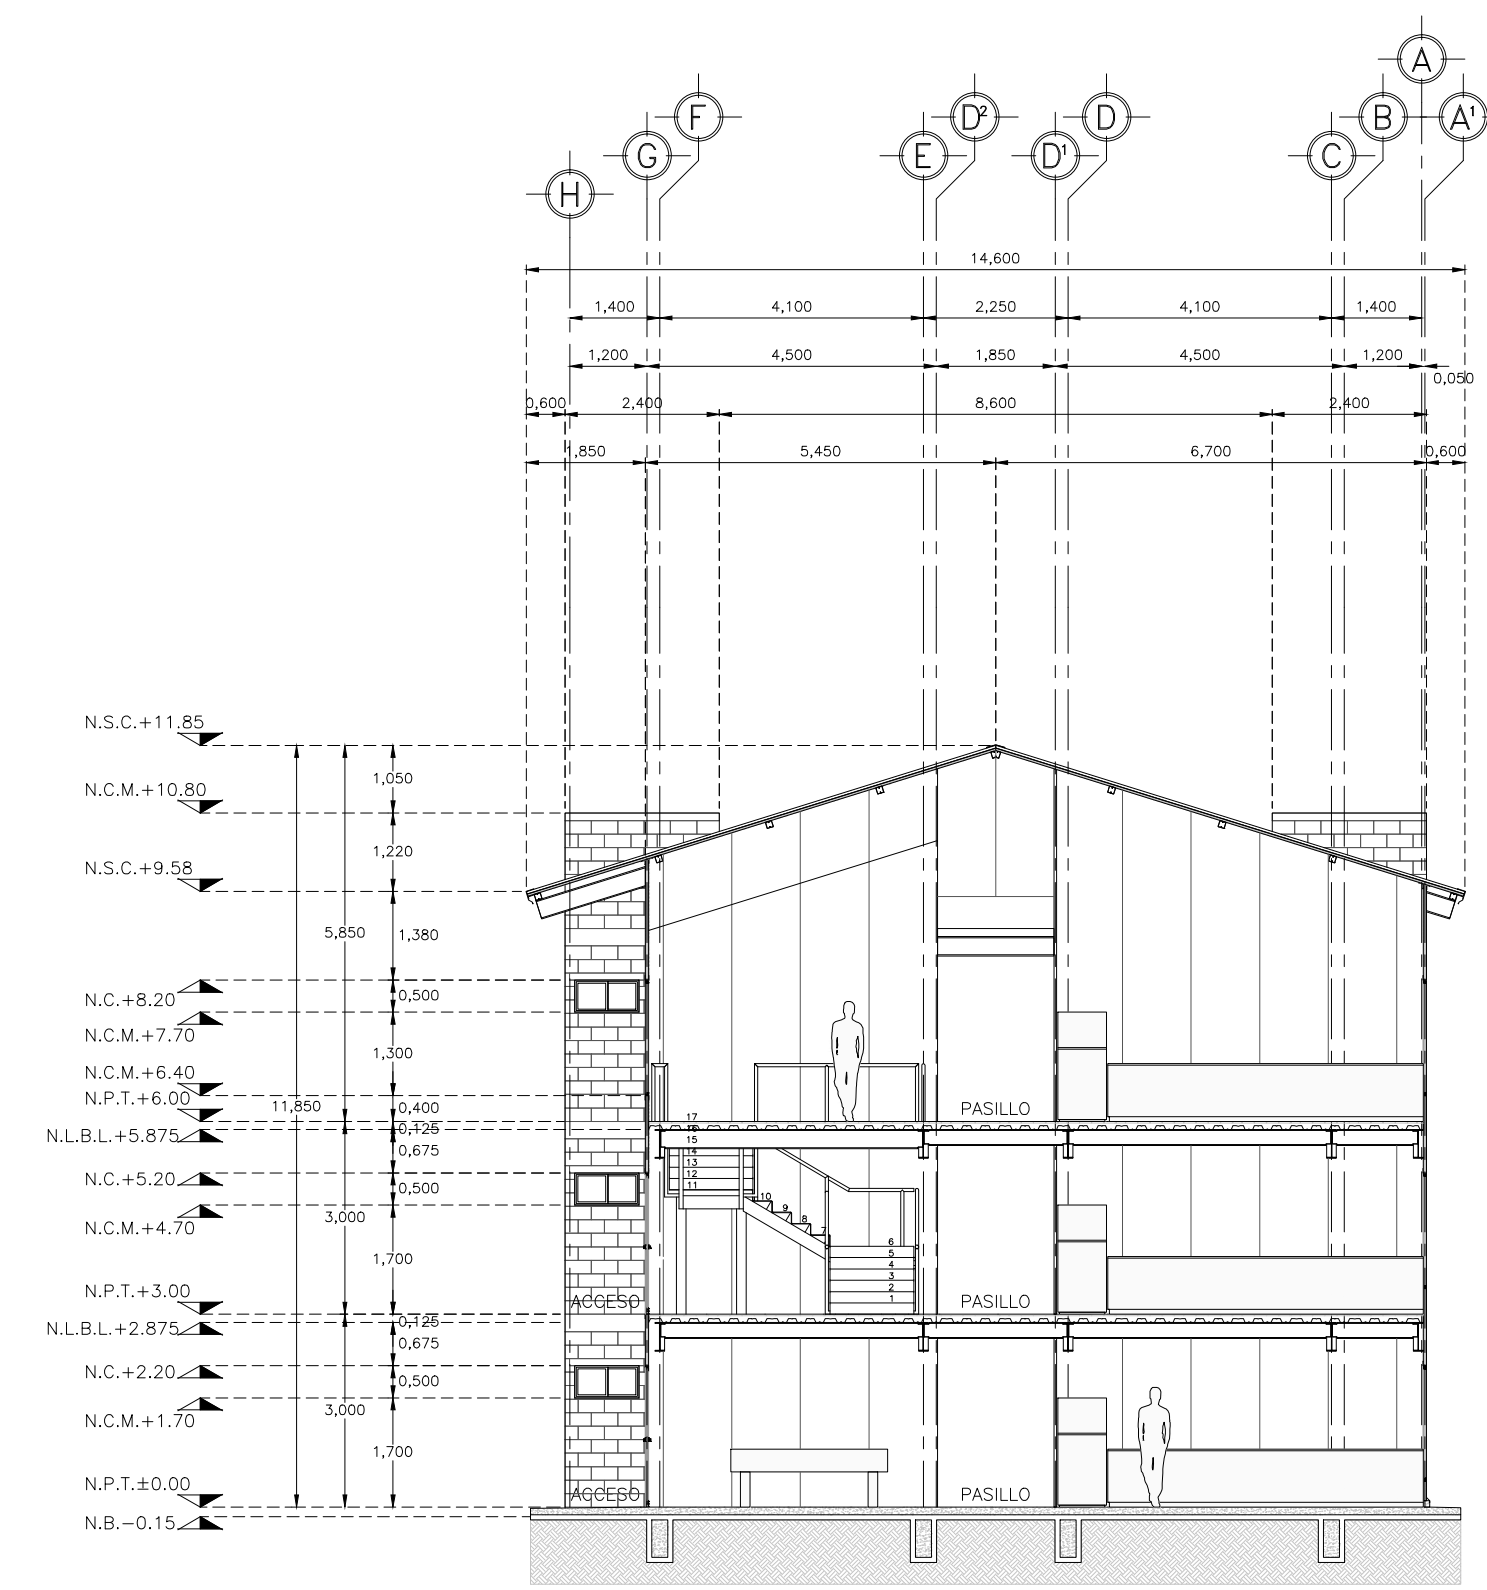 A
F D² D B A¹
G E D¹ C
H
14,600
1,400 4,100 2,250 4,100 1,400
1,200 4,500 1,850 4,500 1,200
0,050
0,600 2,400 8,600 2,400
1,850 5,450 6,700 0,600
N.S.C.+11.85
1,050
N.C.M.+10.80
1,220
N.S.C.+9.58
5,850 1,380
N.C.+8.20 0,500
N.C.M.+7.70
1,300
N.C.M.+6.40
N.P.T.+6.00
11,850 0,400 PASILLO
17
N.L.B.L.+5.875 0,125 16
15
0,675 14
13
N.C.+5.20 12
0,500 11
10
9
N.C.M.+4.70 3,000 8
7
6
5
1,700 4
3
2
N.P.T.+3.00 ACCESO 1 PASILLO
N.L.B.L.+2.875 0,125
0,675
N.C.+2.20 0,500
N.C.M.+1.70 3,000
1,700
N.P.T.±0.00 ACCESO PASILLO
N.B.−0.15